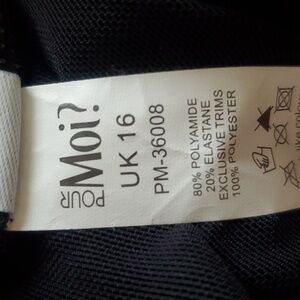 POUR
Moi?
UK 16
PM-36008
80% POLYAMIDE
20% ELASTANE
EXCLUSIVE TRIMS
100% POLYESTER